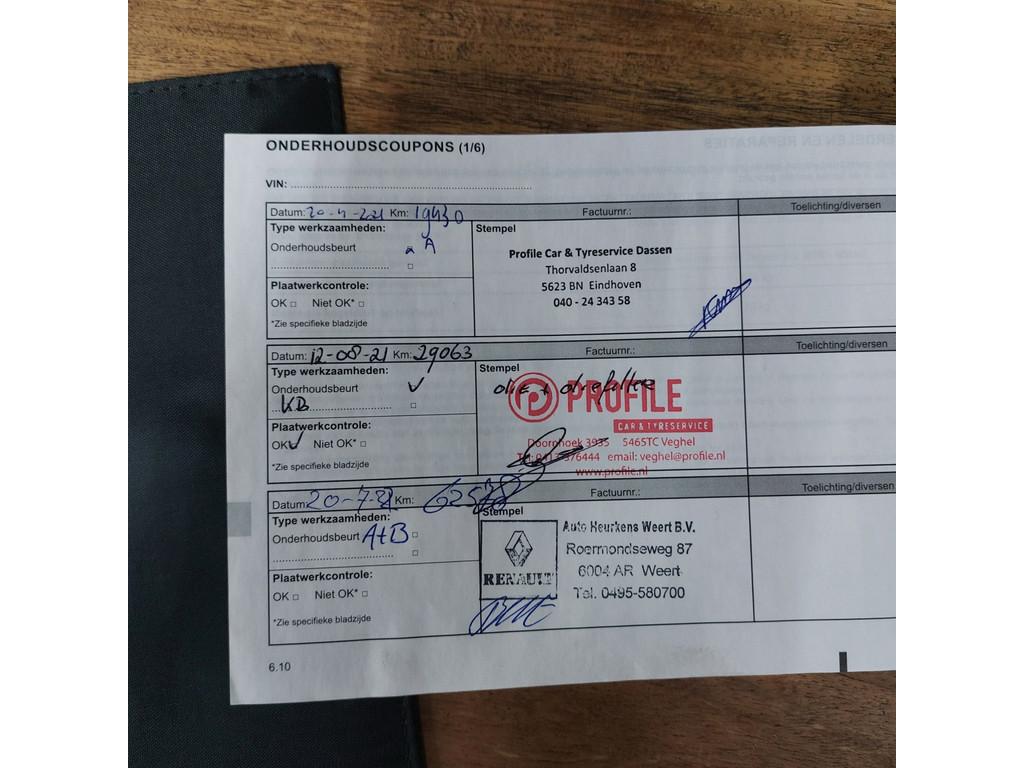 ONDERHOUDSCOUPONS (1/6)
VIN:
Datum: 20-4-221 Km: 19430 Factuurnr.: Toelichting/diversen
Type werkzaamheden: Stempel
Onderhoudsbeurt A
Profile Car & Tyreservice Dassen
Thorvaldsenlaan 8
5623 BN Eindhoven
040 - 24 343 58
Plaatwerkcontrole:
OK □ Niet OK* □
*Zie specifieke bladzijde
Datum: 12-08-21 Km: 29063 Factuurnr.: Toelichting/diversen
Type werkzaamheden: Stempel
Onderhoudsbeurt ✓
olie + oliefilter
PROFILE
CAR & TYRESERVICE
Doornhoek 3935 5465TC Veghel
email: veghel@profile.nl
www.profile.nl
Plaatwerkcontrole:
OK ✓ Niet OK* □
*Zie specifieke bladzijde
Datum: 20-7-22 Km: Factuurnr.: Toelichting/diversen
Type werkzaamheden: Stempel
Onderhoudsbeurt A+B □
RENAULT
Auto Heurkens Weert B.V.
Roermondseweg 87
6004 AR Weert
Tel. 0495-580700
Plaatwerkcontrole:
OK □ Niet OK* □
*Zie specifieke bladzijde
6.10